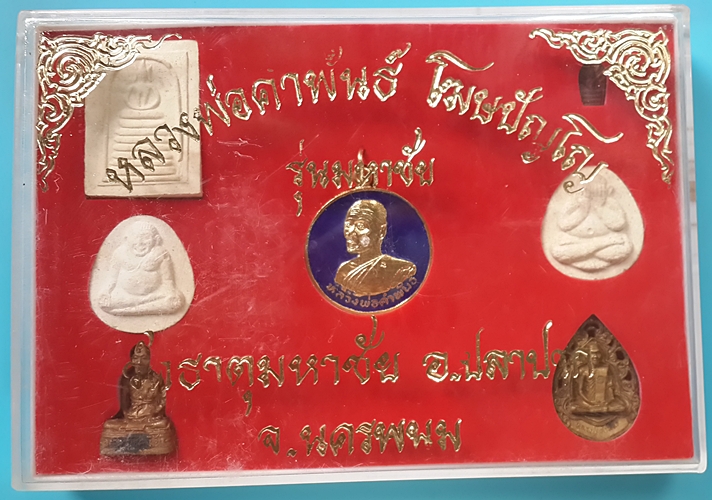 หลวงพ่อคำพันธ์ โฆษปัญโญ
รุ่นมหาชัย
หลวงพ่อคำพันธ์
ธาตุมหาชัย อ.ปลาปาก
จ.นครพนม